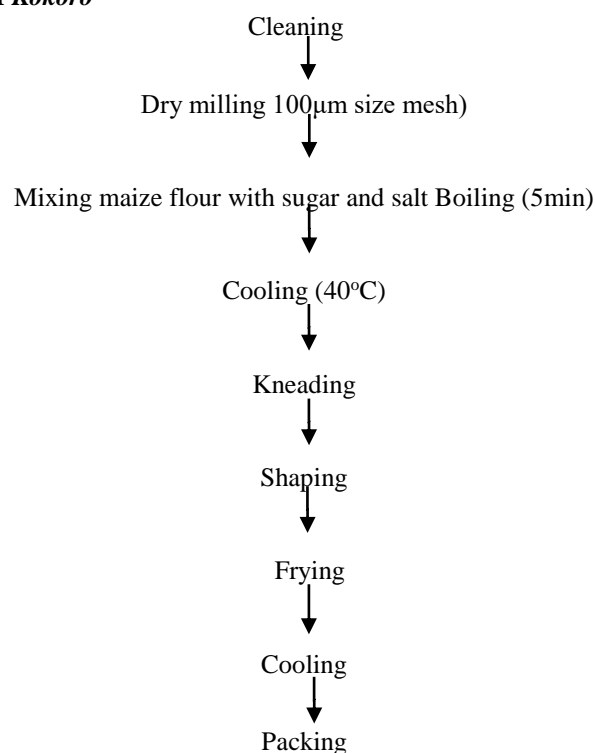 Kokoro
Cleaning
Dry milling 100µm size mesh)
Mixing maize flour with sugar and salt Boiling (5min)
Cooling (40oC)
Kneading
Shaping
Frying
Cooling
Packing